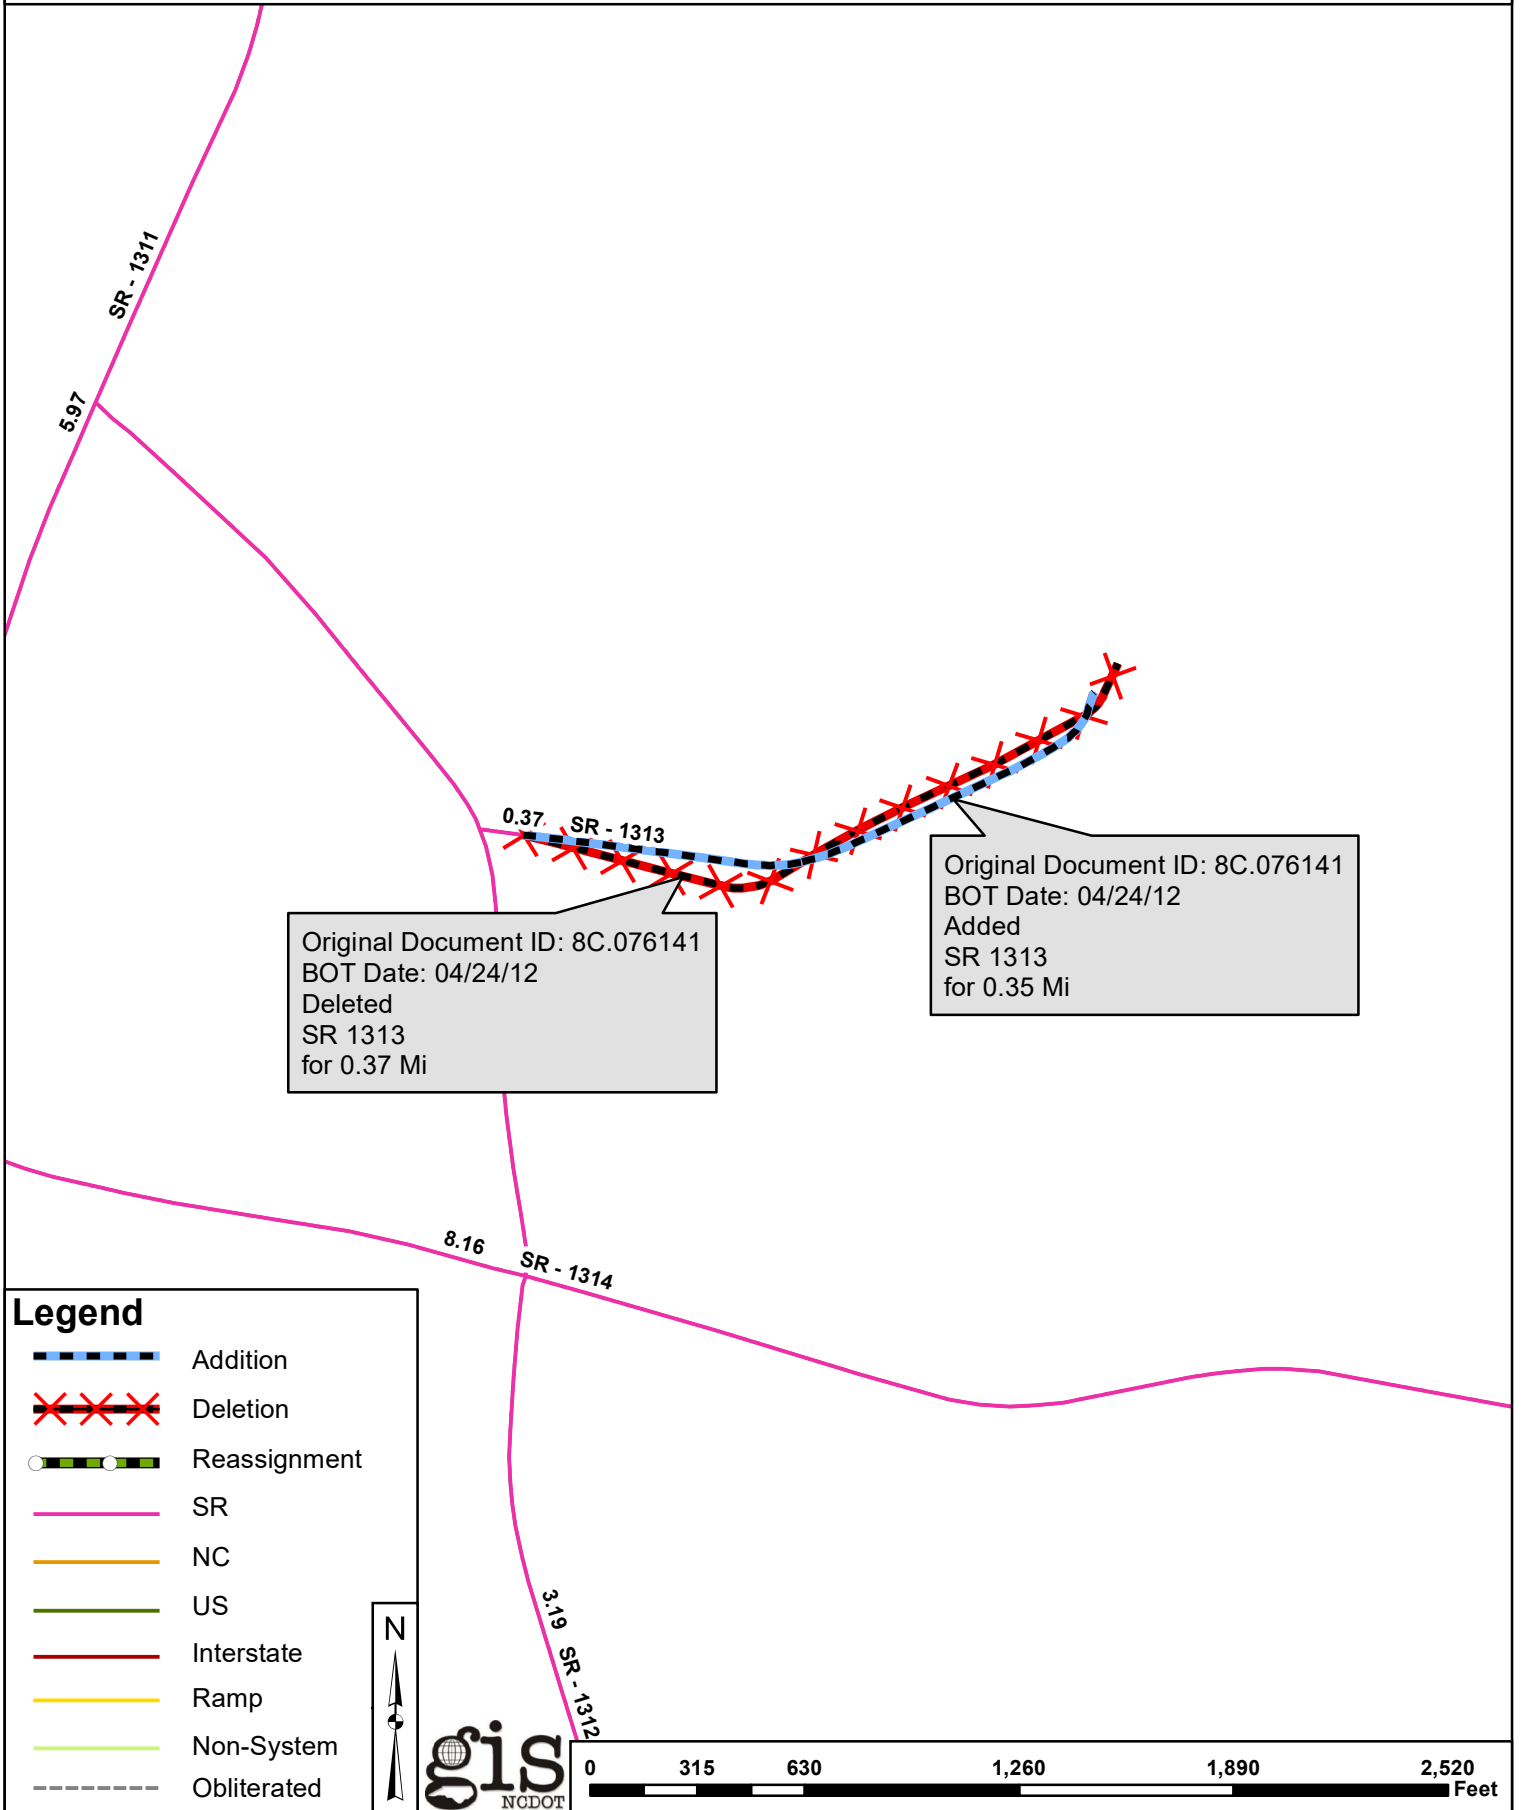 SR - 1311
5.97
0.37 SR - 1313
Original Document ID: 8C.076141
BOT Date: 04/24/12
Added
SR 1313
for 0.35 Mi
Original Document ID: 8C.076141
BOT Date: 04/24/12
Deleted
SR 1313
for 0.37 Mi
8.16 SR - 1314
3.19 SR - 1312
Legend
Addition
Deletion
Reassignment
SR
NC
US
Interstate
Ramp
Non-System
Obliterated
N
gis
NCDOT
0 315 630 1,260 1,890 2,520
Feet